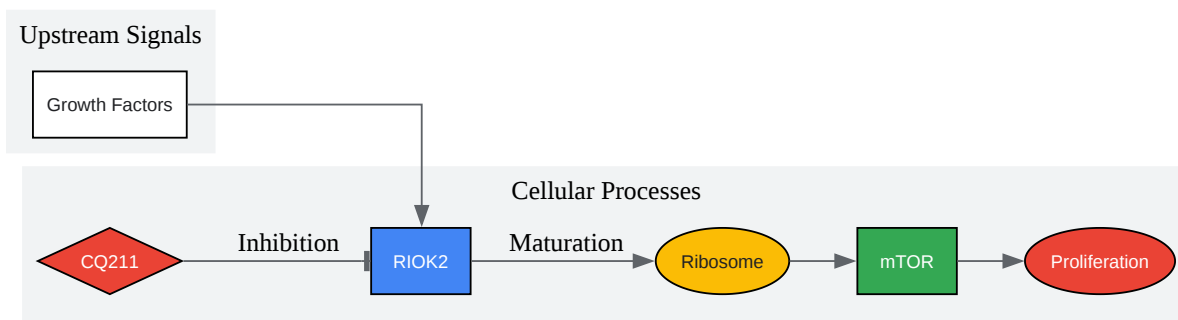 Upstream Signals
Growth Factors
Cellular Processes
CQ211
Inhibition
RIOK2
Maturation
Ribosome
mTOR
Proliferation